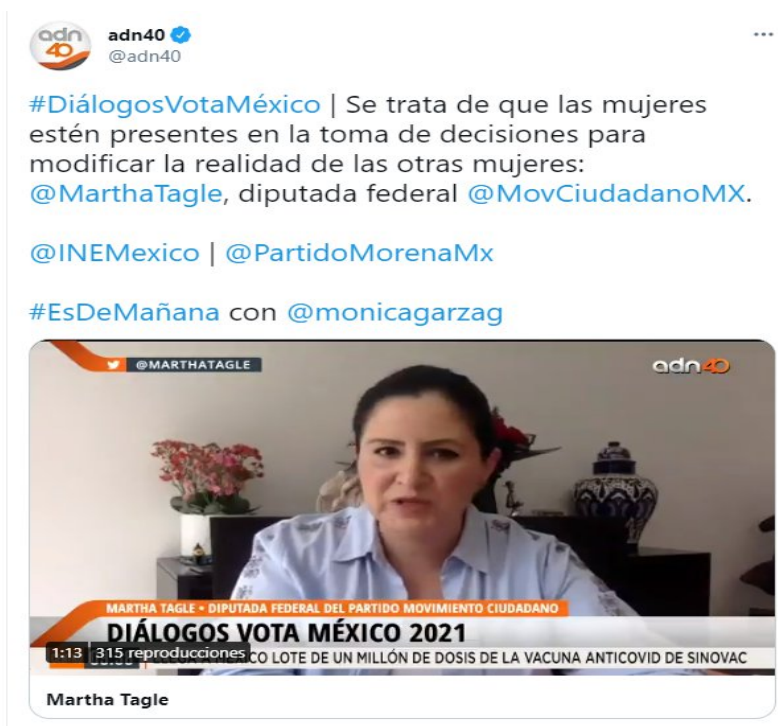 adn40
@adn40
adn
40
#DiálogosVotaMéxico | Se trata de que las mujeres
estén presentes en la toma de decisiones para
modificar la realidad de las otras mujeres:
@MarthaTagle, diputada federal @MovCiudadanoMX.
@INEMexico | @PartidoMorenaMx
#EsDeMañana con @monicagarzag
@MARTHATAGLE
adn40
MARTHA TAGLE • DIPUTADA FEDERAL DEL PARTIDO MOVIMIENTO CIUDADANO
DIÁLOGOS VOTA MÉXICO 2021
1:13 315 reproducciones
LOTE DE UN MILLÓN DE DOSIS DE LA VACUNA ANTICOVID DE SINOVAC
Martha Tagle